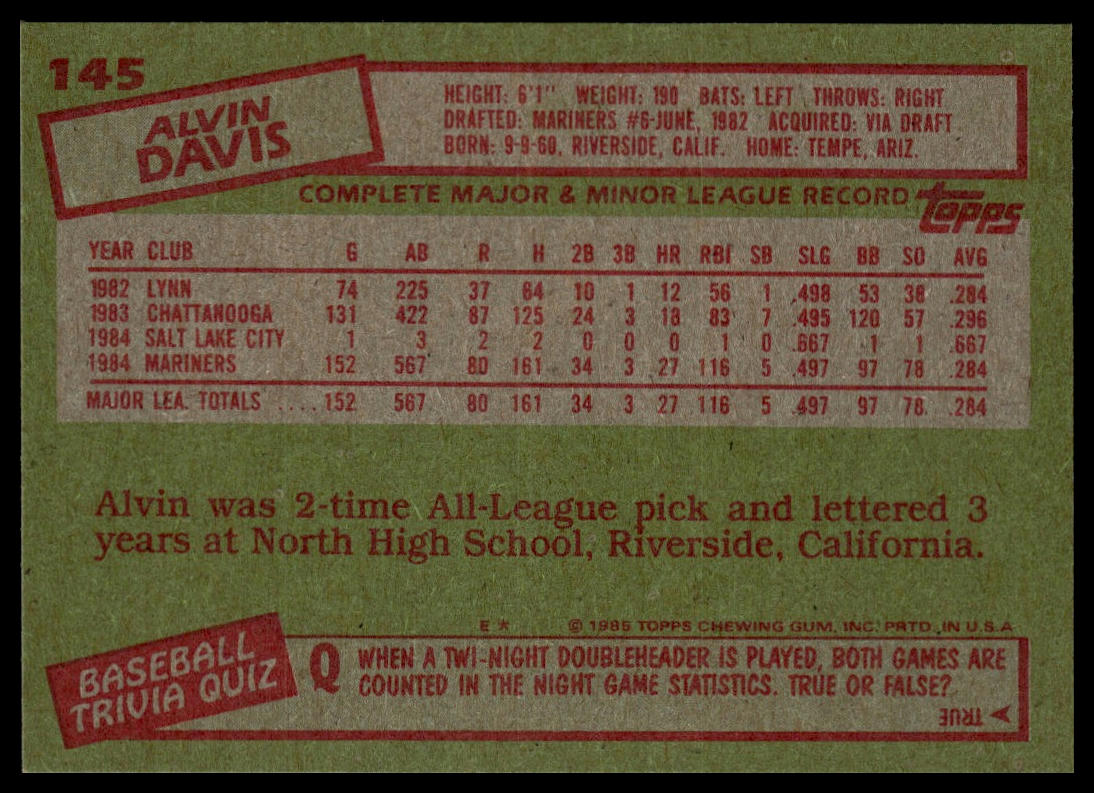 145
ALVIN
DAVIS
HEIGHT: 6'1" WEIGHT: 190 BATS: LEFT THROWS: RIGHT
DRAFTED: MARINERS #6-JUNE, 1982 ACQUIRED: VIA DRAFT
BORN: 9-9-60, RIVERSIDE, CALIF. HOME: TEMPE, ARIZ.
COMPLETE MAJOR & MINOR LEAGUE RECORD topps
YEAR CLUB G AB R H 2B 3B HR RBI SB SLG BB SO AVG
1982 LYNN 74 225 37 64 10 1 12 56 1 .498 53 38 .284
1983 CHATTANOOGA 131 422 87 125 24 3 18 83 7 .495 120 57 .296
1984 SALT LAKE CITY 1 3 2 2 0 0 0 1 0 .667 1 1 .667
1984 MARINERS 152 567 80 161 34 3 27 116 5 .497 97 78 .284
MAJOR LEA. TOTALS ....152 567 80 161 34 3 27 116 5 .497 97 78 .284
Alvin was 2-time All-League pick and lettered 3
years at North High School, Riverside, California.
E * © 1985 TOPPS CHEWING GUM, INC. PRTD. IN U.S.A
BASEBALL
TRIVIA QUIZ
Q WHEN A TWI-NIGHT DOUBLEHEADER IS PLAYED, BOTH GAMES ARE
COUNTED IN THE NIGHT GAME STATISTICS. TRUE OR FALSE?
A TRUE